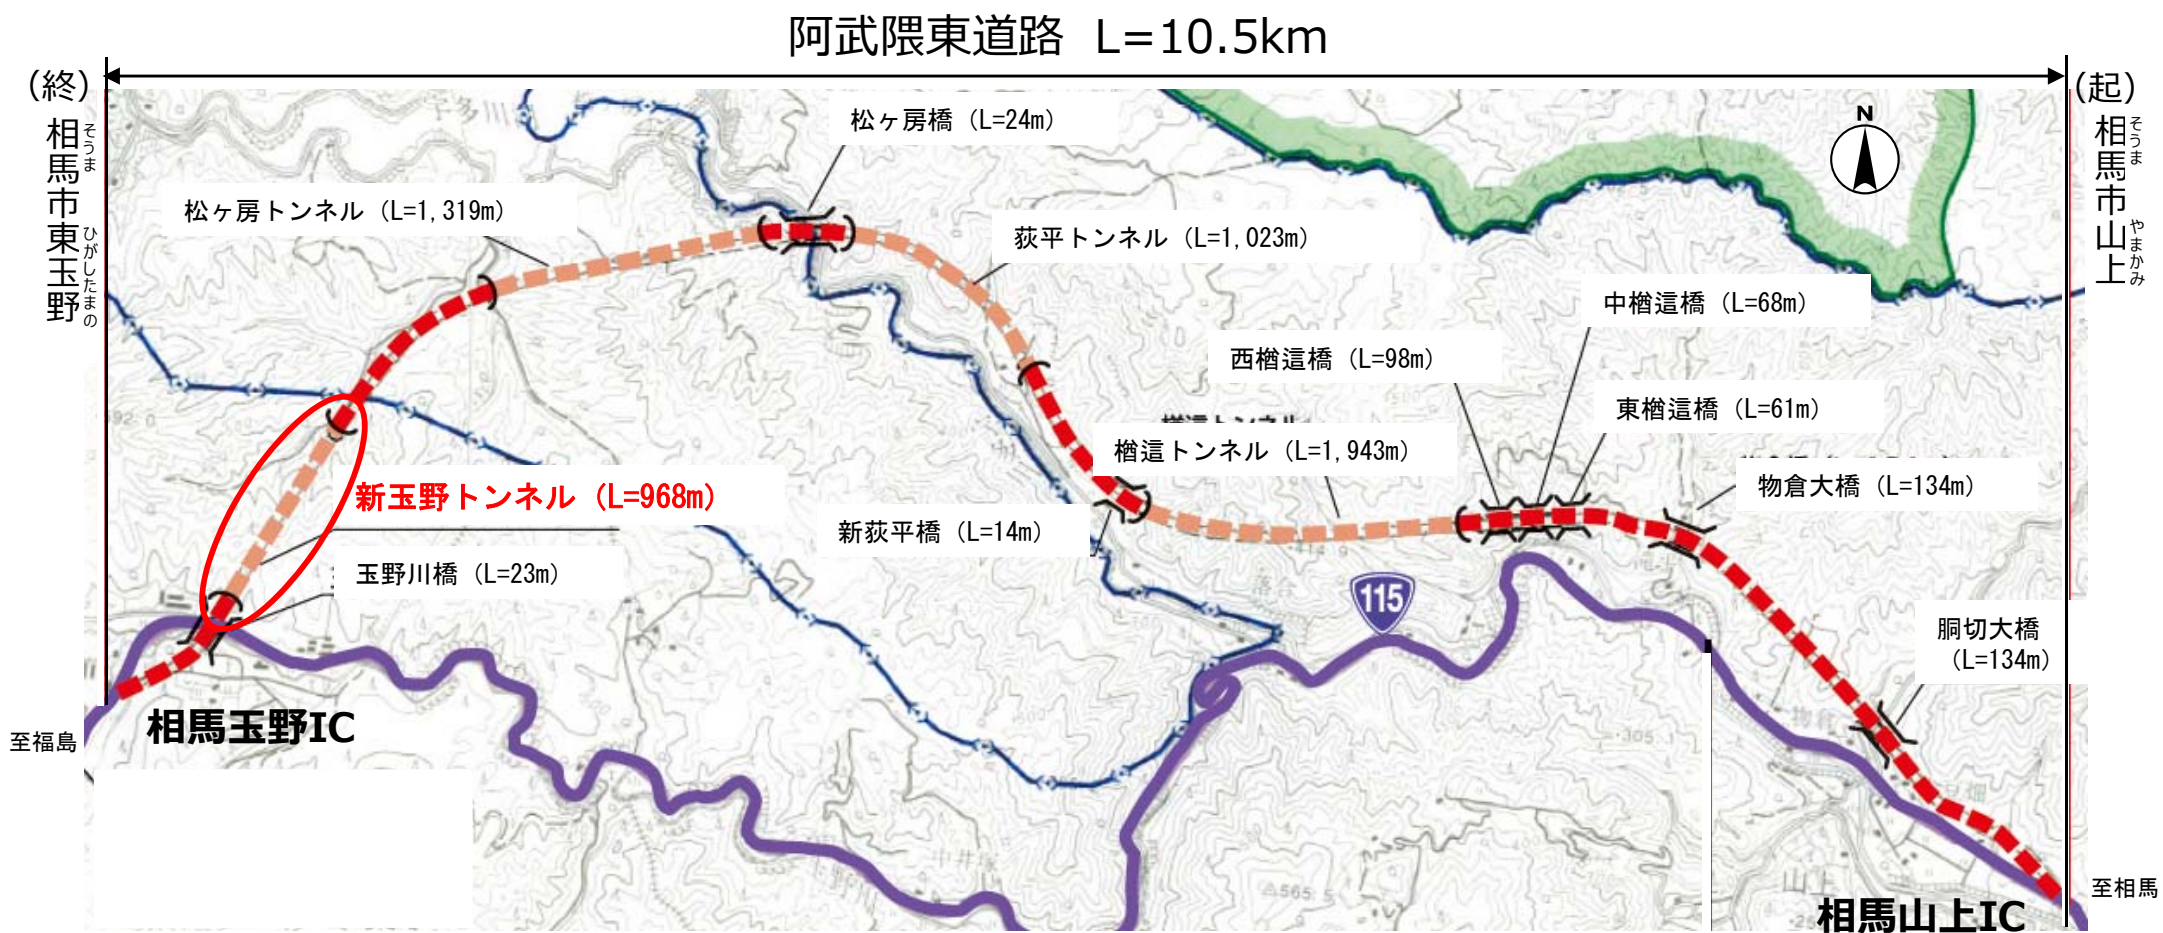 阿武隈東道路 L=10.5km
(終)
(起)
相馬市東玉野
そうま
ひがしたまの
相馬市山上
そうま
やまかみ
松ヶ房橋(L=24m)
N
松ヶ房トンネル(L=1,319m)
荻平トンネル(L=1,023m)
中楢這橋(L=68m)
西楢這橋(L=98m)
東楢這橋(L=61m)
楢這トンネル(L=1,943m)
物倉大橋(L=134m)
新玉野トンネル(L=968m)
新荻平橋(L=14m)
玉野川橋(L=23m)
115
胴切大橋
(L=134m)
相馬玉野IC
至福島
至相馬
相馬山上IC